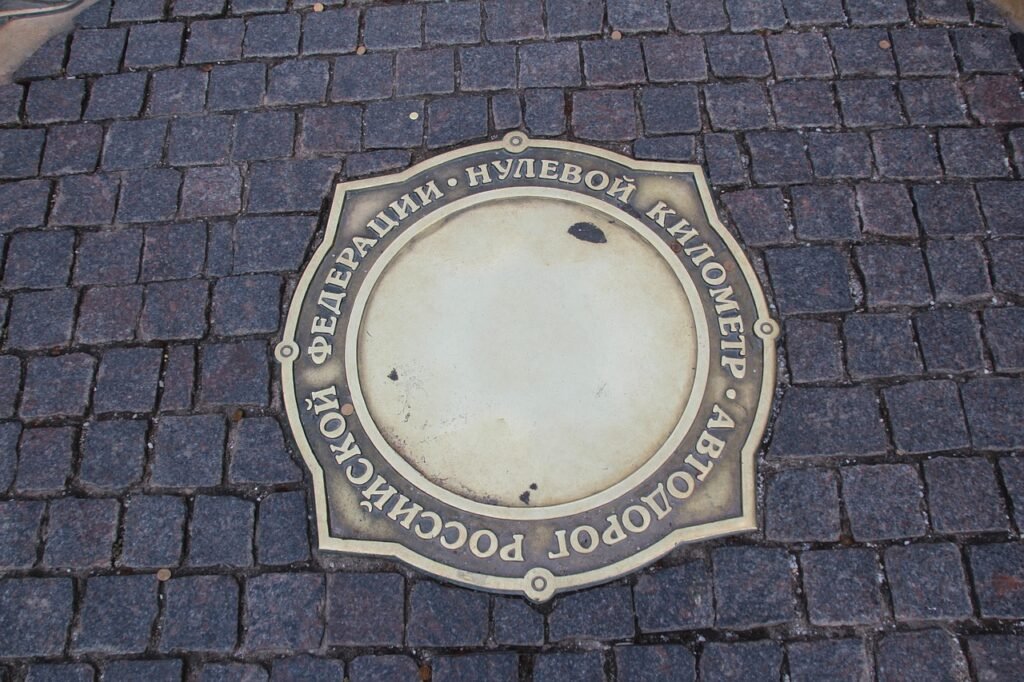 НУЛЕВОЙ КИЛОМЕТР • АВТОДОРОГ РОССИЙСКОЙ ФЕДЕРАЦИИ •